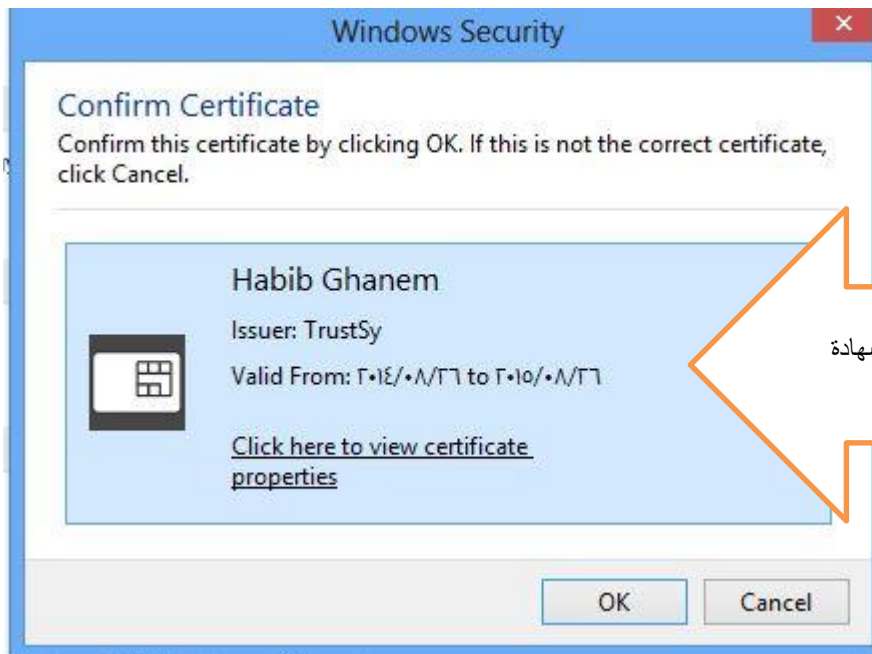 Windows Security
Confirm Certificate
Confirm this certificate by clicking OK. If this is not the correct certificate,
click Cancel.
Habib Ghanem
Issuer: TrustSy
Valid From: ٢٠١٤/٠٨/٢٦ to ٢٠١٥/٠٨/٢٦
Click here to view certificate
properties
OK
Cancel